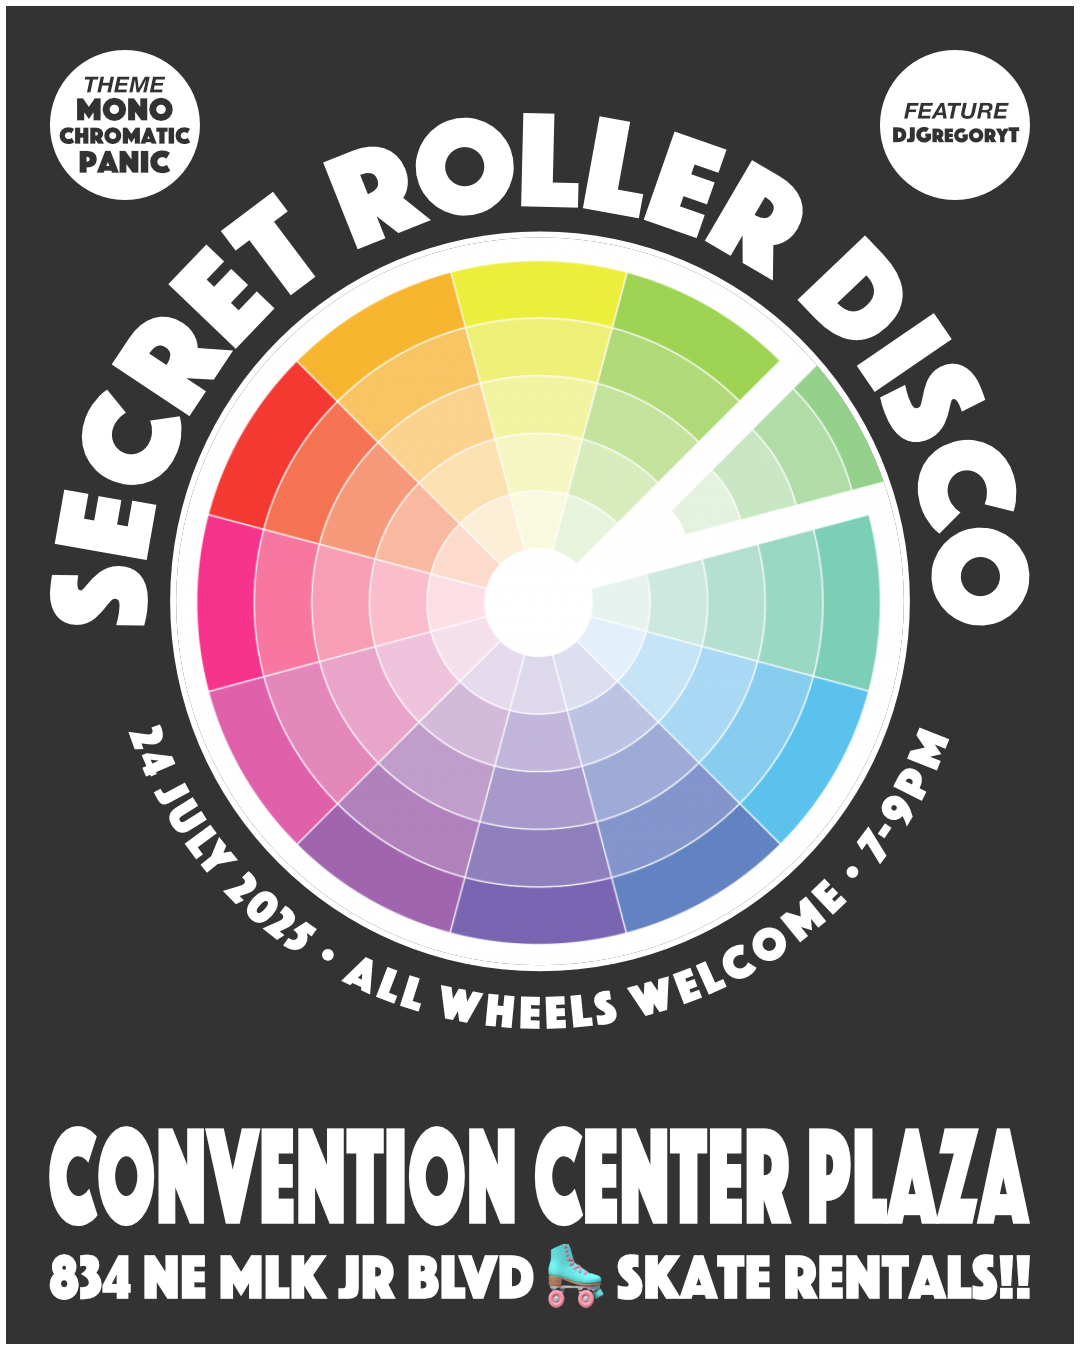 THEME
MONO
CHROMATIC
PANIC
FEATURE
DJGREGORYT
SECRET ROLLER DISCO
24 JULY 2025 • ALL WHEELS WELCOME • 7-9PM
CONVENTION CENTER PLAZA
834 NE MLK JR BLVD 🛼 SKATE RENTALS!!